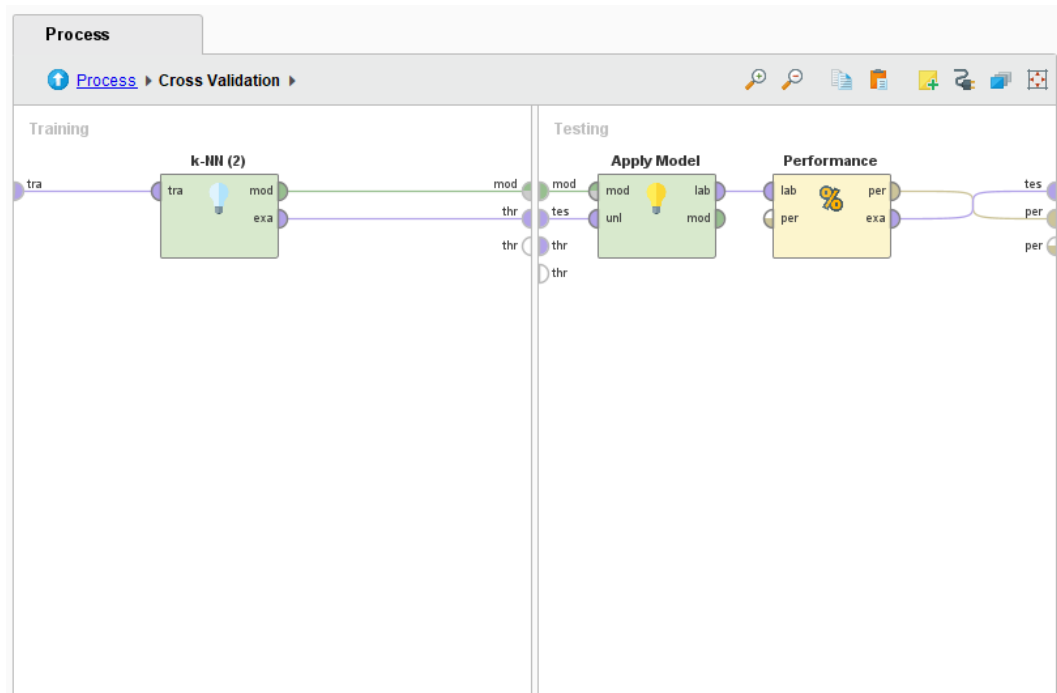 Process
Process Cross Validation
Training
k-NN (2)
tra
tra mod
exa
mod
thr
thr
Testing
Apply Model
Performance
mod
tes
thr
thr
mod lab
unl mod
lab per
per exa
tes
per
per